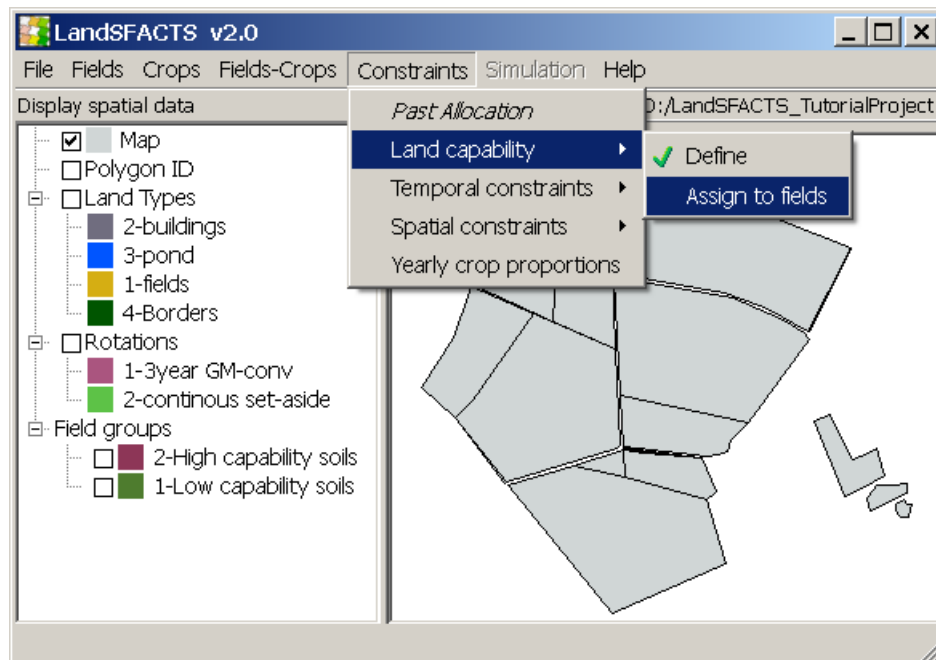 LandSFACTS v2.0
File Fields Crops Fields-Crops Constraints Simulation Help
Display spatial data
:/LandSFACTS_TutorialProject
Map
Polygon ID
Land Types
2-buildings
3-pond
1-fields
4-Borders
Rotations
1-3year GM-conv
2-continous set-aside
Field groups
2-High capability soils
1-Low capability soils
Past Allocation
Land capability
Temporal constraints
Spatial constraints
Yearly crop proportions
Define
Assign to fields